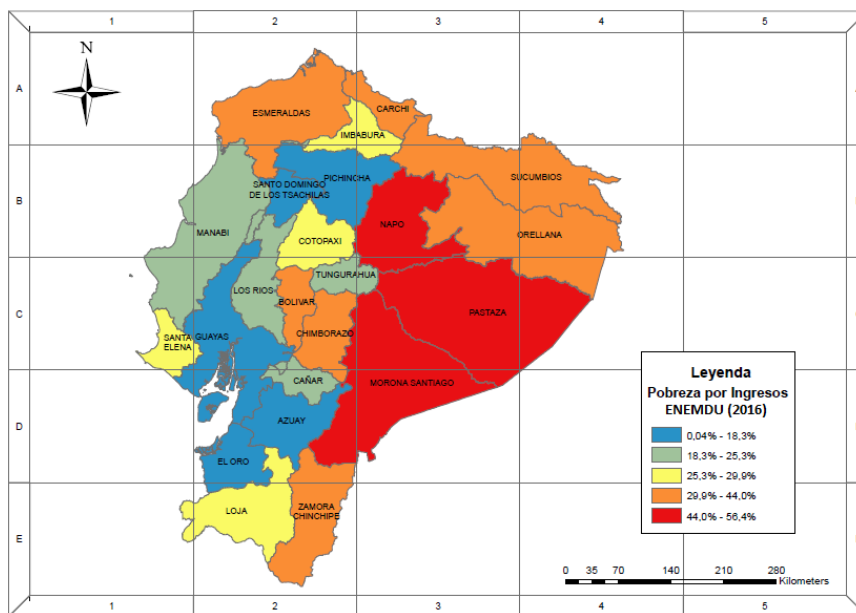 1 2 3 4 5
N
A A
ESMERALDAS
CARCHI
IMBABURA
PICHINCHA
SUCUMBIOS
SANTO DOMINGO
DE LOS TSACHILAS
B B
MANABI
NAPO
ORELLANA
COTOPAXI
TUNGURAHUA
LOS RIOS
BOLIVAR
PASTAZA
C C
SANTA
ELENA
GUAYAS
CHIMBORAZO
CAÑAR
MORONA SANTIAGO
AZUAY
D D
EL ORO
LOJA
ZAMORA
CHINCHIPE
E E
Leyenda
Pobreza por Ingresos
ENEMDU (2016)
0,04% - 18,3%
18,3% - 25,3%
25,3% - 29,9%
29,9% - 44,0%
44,0% - 56,4%
0 35 70 140 210 280
Kilometers
1 2 3 4 5